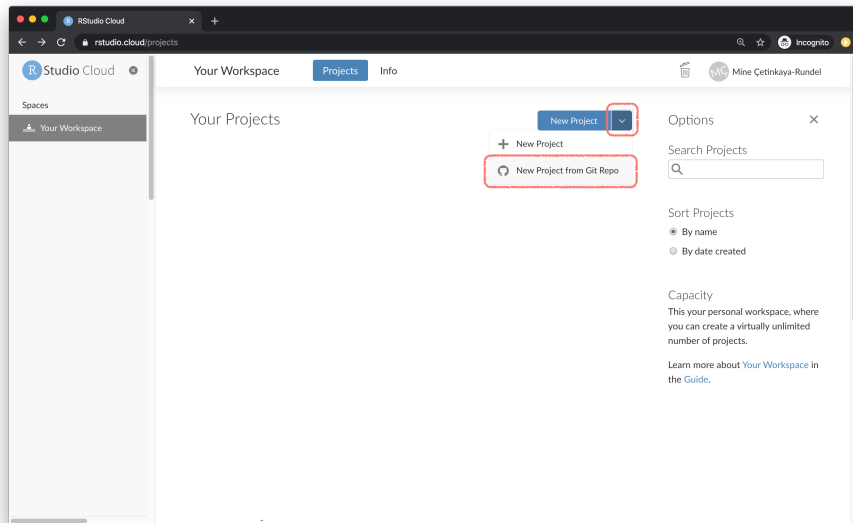 RStudio Cloud
rstudio.cloud/projects
Incognito
R Studio Cloud
Your Workspace
Projects
Info
MC
Mine Çetinkaya-Rundel
Spaces
Your Workspace
Your Projects
New Project
New Project
New Project from Git Repo
Options
Search Projects
Sort Projects
By name
By date created
Capacity
This your personal workspace, where
you can create a virtually unlimited
number of projects.
Learn more about Your Workspace in
the Guide.